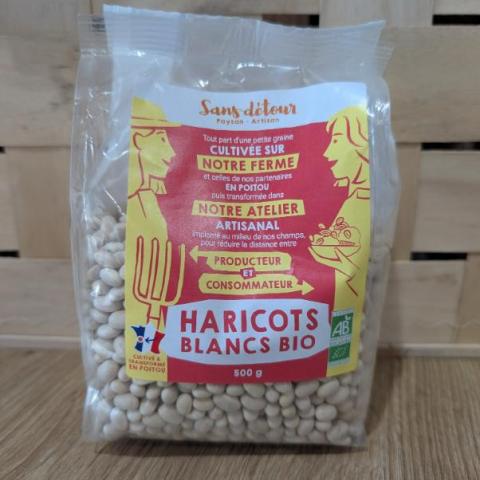 Sans détour
Paysan - Artisan
Tout part d'une petite graine
CULTIVÉE SUR
NOTRE FERME
et celles de nos partenaires
EN POITOU
puis transformée dans
NOTRE ATELIER
ARTISANAL
implanté au milieu de nos champs,
pour réduire la distance entre
PRODUCTEUR
ET
CONSOMMATEUR
HARICOTS
BLANCS BIO
500 g
CULTIVÉ &
TRANSFORMÉ
EN POITOU
AB